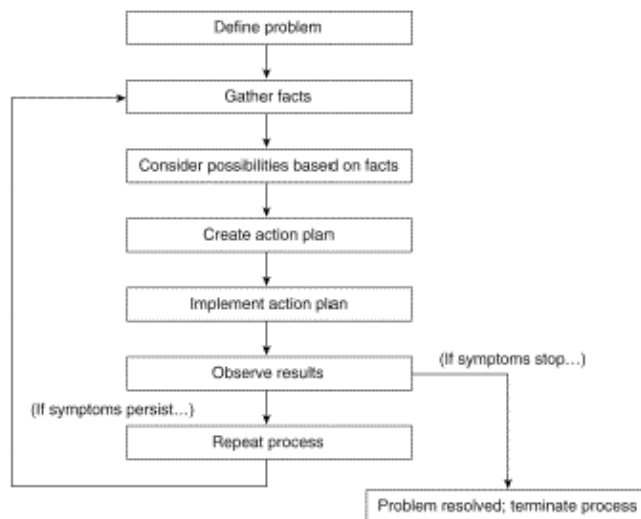 Define problem
Gather facts
Consider possibilities based on facts
Create action plan
Implement action plan
(If symptoms stop...)
Observe results
(If symptoms persist...)
Repeat process
Problem resolved; terminate process